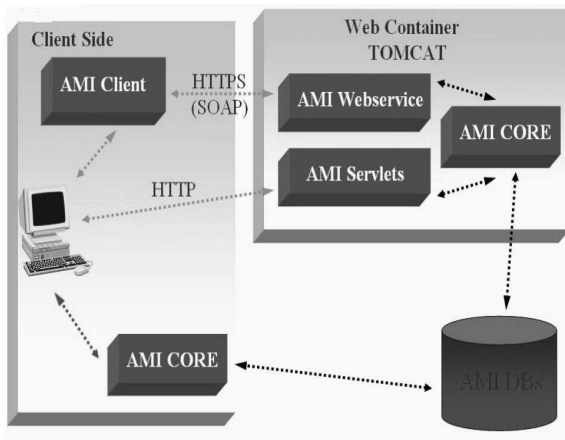 Client Side
Web Container
TOMCAT
AMI Client
HTTPS
(SOAP)
AMI Webservice
AMI CORE
AMI Servlets
HTTP
AMI CORE
AMI DBs